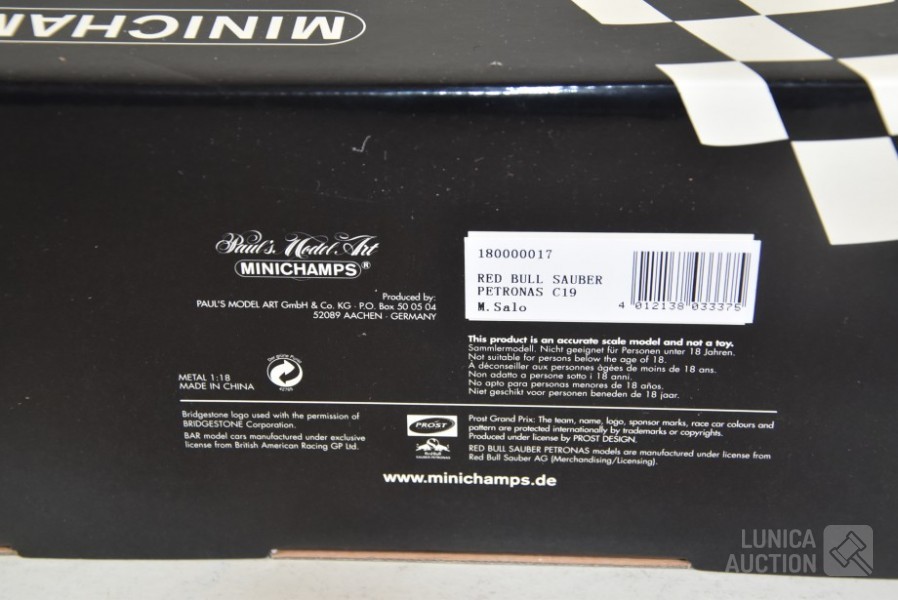 MINICHAM
Paul's Model Art
MINICHAMPS®
Produced by:
PAUL'S MODEL ART GmbH & Co. KG · P.O. Box 50 05 04
52089 AACHEN · GERMANY
180000017
RED BULL SAUBER
PETRONAS C19
M. Salo
4 012138 033375
This product is an accurate scale model and not a toy.
Sammlermodell. Nicht geeignet für Personen unter 18 Jahren.
Not suitable for persons below the age of 18.
A déconseiller aux personnes âgées de moins de 18 ans.
Non adatto a persone sotto i 18 anni.
No apto para personas menores de 18 años.
Niet geschikt voor personen beneden de 18 jaar.
METAL 1:18
MADE IN CHINA
Der grüne Punkt
Bridgestone logo used with the permission of
BRIDGESTONE Corporation.
BAR model cars manufactured under exclusive
license from British American Racing GP Ltd.
PROST
Prost Grand Prix: The team, name, logo, sponsor marks, race car colours and
pattern are protected internationally by trademarks or copyrights.
Produced under license by PROST DESIGN.
RED BULL SAUBER PETRONAS models are manufactured under license from
Red Bull Sauber AG (Merchandising/Licensing).
www.minichamps.de
LUNICA
AUCTION